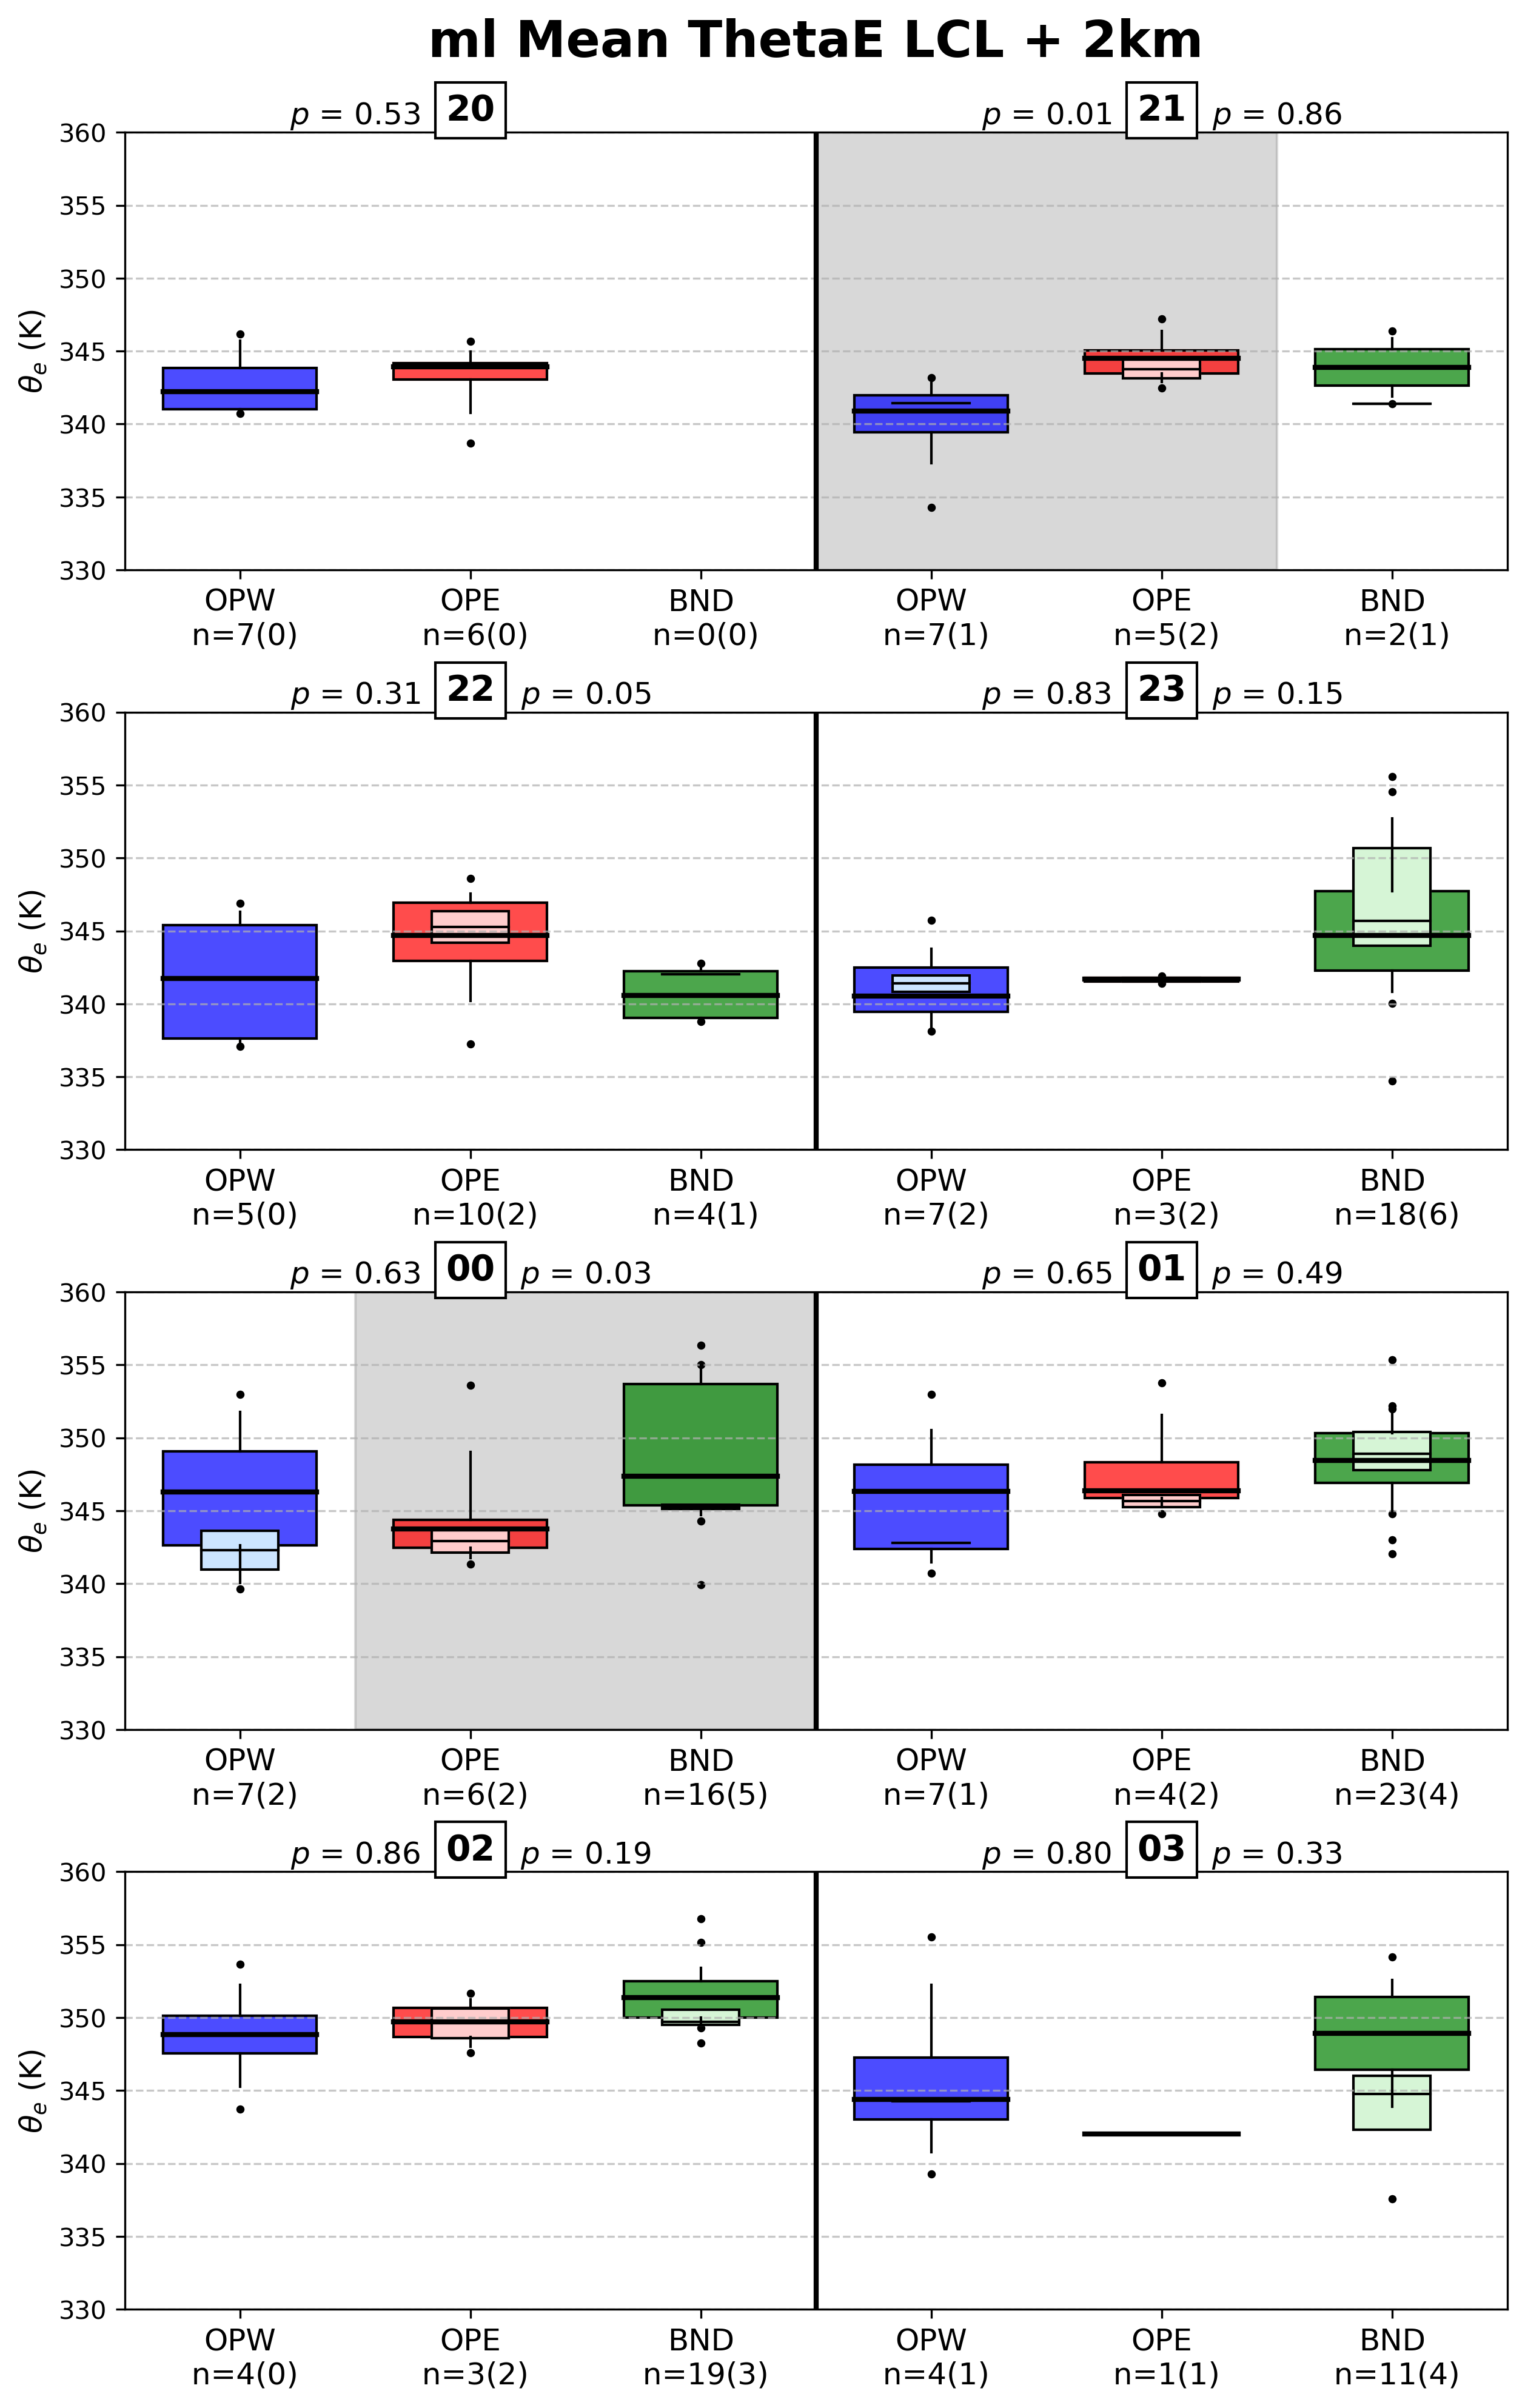 ml Mean ThetaE LCL + 2km
p = 0.53 20
p = 0.01 21 p = 0.86
360
355
350
345
340
335
330
θe (K)
OPW OPE BND OPW OPE BND
n=7(0) n=6(0) n=0(0) n=7(1) n=5(2) n=2(1)
p = 0.31 22 p = 0.05
p = 0.83 23 p = 0.15
360
355
350
345
340
335
330
θe (K)
OPW OPE BND OPW OPE BND
n=5(0) n=10(2) n=4(1) n=7(2) n=3(2) n=18(6)
p = 0.63 00 p = 0.03
p = 0.65 01 p = 0.49
360
355
350
345
340
335
330
θe (K)
OPW OPE BND OPW OPE BND
n=7(2) n=6(2) n=16(5) n=7(1) n=4(2) n=23(4)
p = 0.86 02 p = 0.19
p = 0.80 03 p = 0.33
360
355
350
345
340
335
330
θe (K)
OPW OPE BND OPW OPE BND
n=4(0) n=3(2) n=19(3) n=4(1) n=1(1) n=11(4)